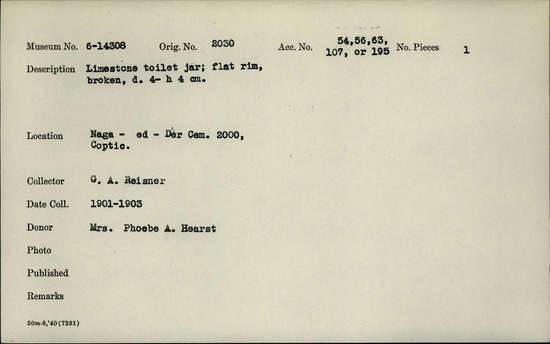 Museum No. 6-14308 Orig. No. 2030 Acc. No. 54,56,63, 107, or 195 No. Pieces 1
Description Limestone toilet jar; flat rim,
broken, d. 4- h 4 cm.
Location Naga - ed - Der Cem. 2000,
Coptic.
Collector G. A. Reisner
Date Coll. 1901-1903
Donor Mrs. Phoebe A. Hearst
Photo
Published
Remarks
50m-8,'40(7281)